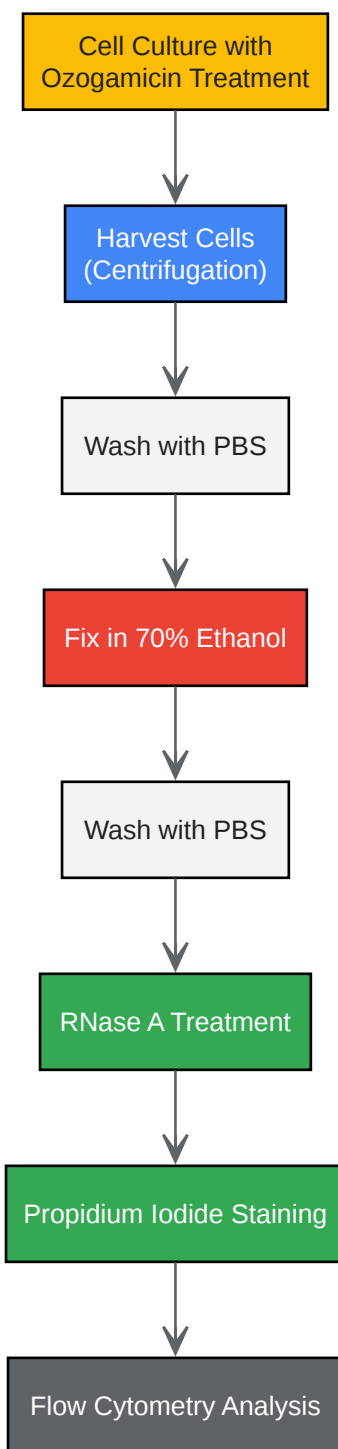 Cell Culture with
Ozogamicin Treatment
Harvest Cells
(Centrifugation)
Wash with PBS
Fix in 70% Ethanol
Wash with PBS
RNase A Treatment
Propidium Iodide Staining
Flow Cytometry Analysis